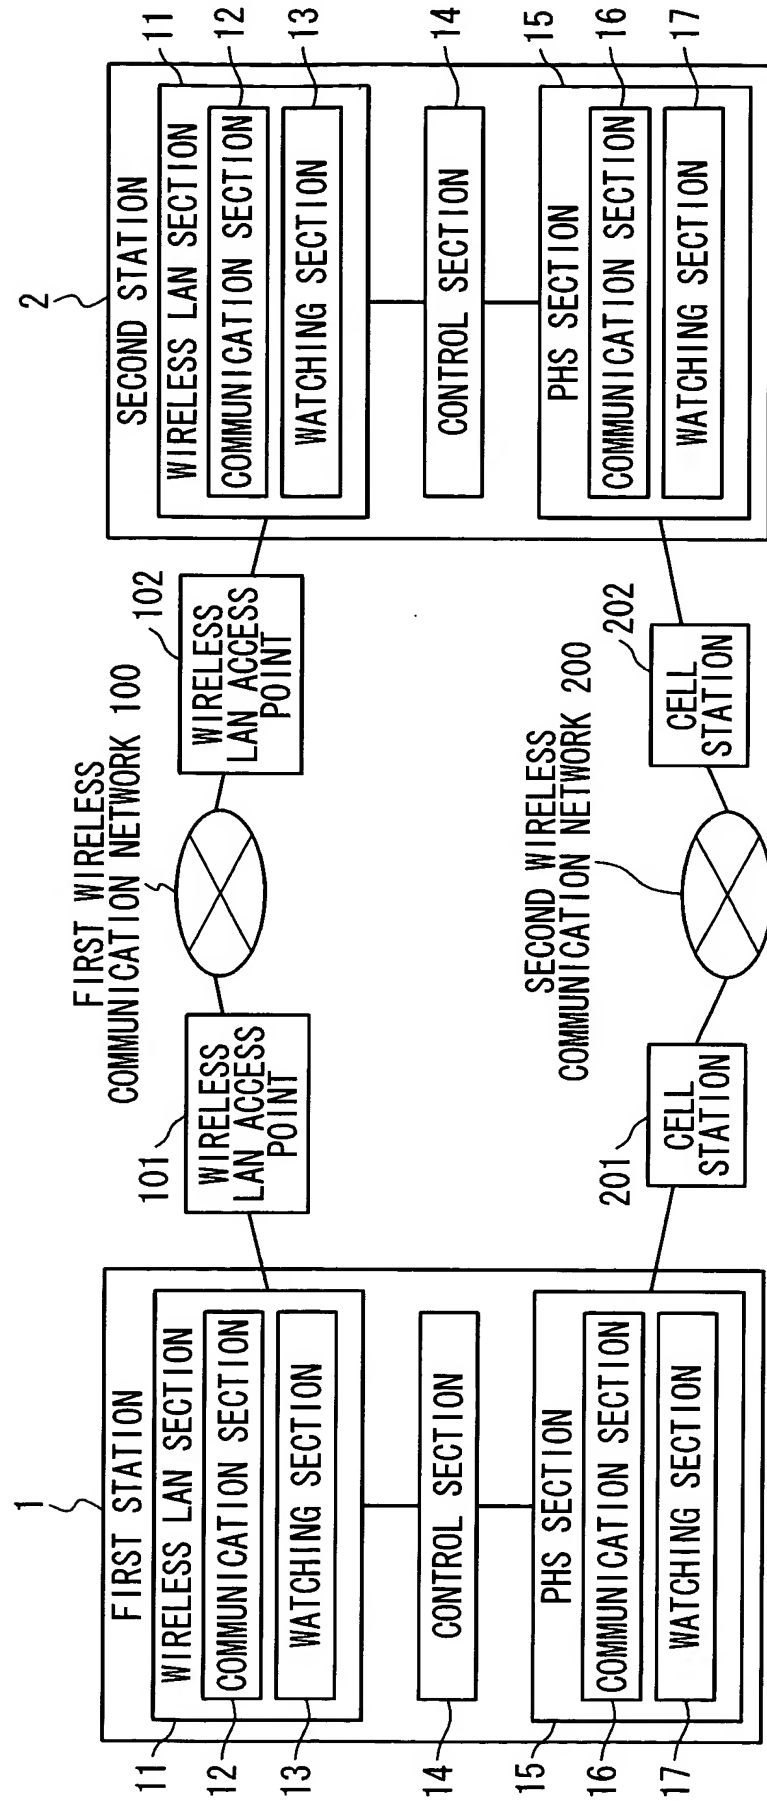 1
FIRST STATION
WIRELESS LAN SECTION
COMMUNICATION SECTION
WATCHING SECTION
CONTROL SECTION
PHS SECTION
COMMUNICATION SECTION
WATCHING SECTION
11
12
13
14
15
16
17
101
WIRELESS
LAN ACCESS
POINT
FIRST WIRELESS
COMMUNICATION NETWORK 100
102
WIRELESS
LAN ACCESS
POINT
201
CELL
STATION
SECOND WIRELESS
COMMUNICATION NETWORK 200
202
CELL
STATION
2
SECOND STATION
WIRELESS LAN SECTION
COMMUNICATION SECTION
WATCHING SECTION
CONTROL SECTION
PHS SECTION
COMMUNICATION SECTION
WATCHING SECTION
11
12
13
14
15
16
17